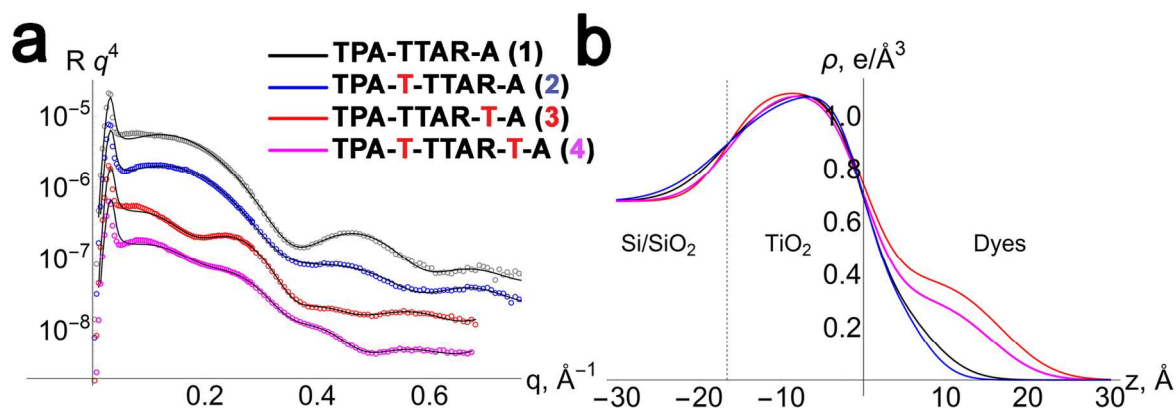 a
R q⁴
TPA-TTAR-A (1)
TPA-T-TTAR-A (2)
TPA-TTAR-T-A (3)
TPA-T-TTAR-T-A (4)
10⁻⁵
10⁻⁶
10⁻⁷
10⁻⁸
0.2 0.4 0.6 q, Å⁻¹
b
ρ, e/Å³
1.0
0.8
0.6
0.4
0.2
Si/SiO₂ TiO₂ Dyes
−30 −20 −10 10 20 30 z, Å